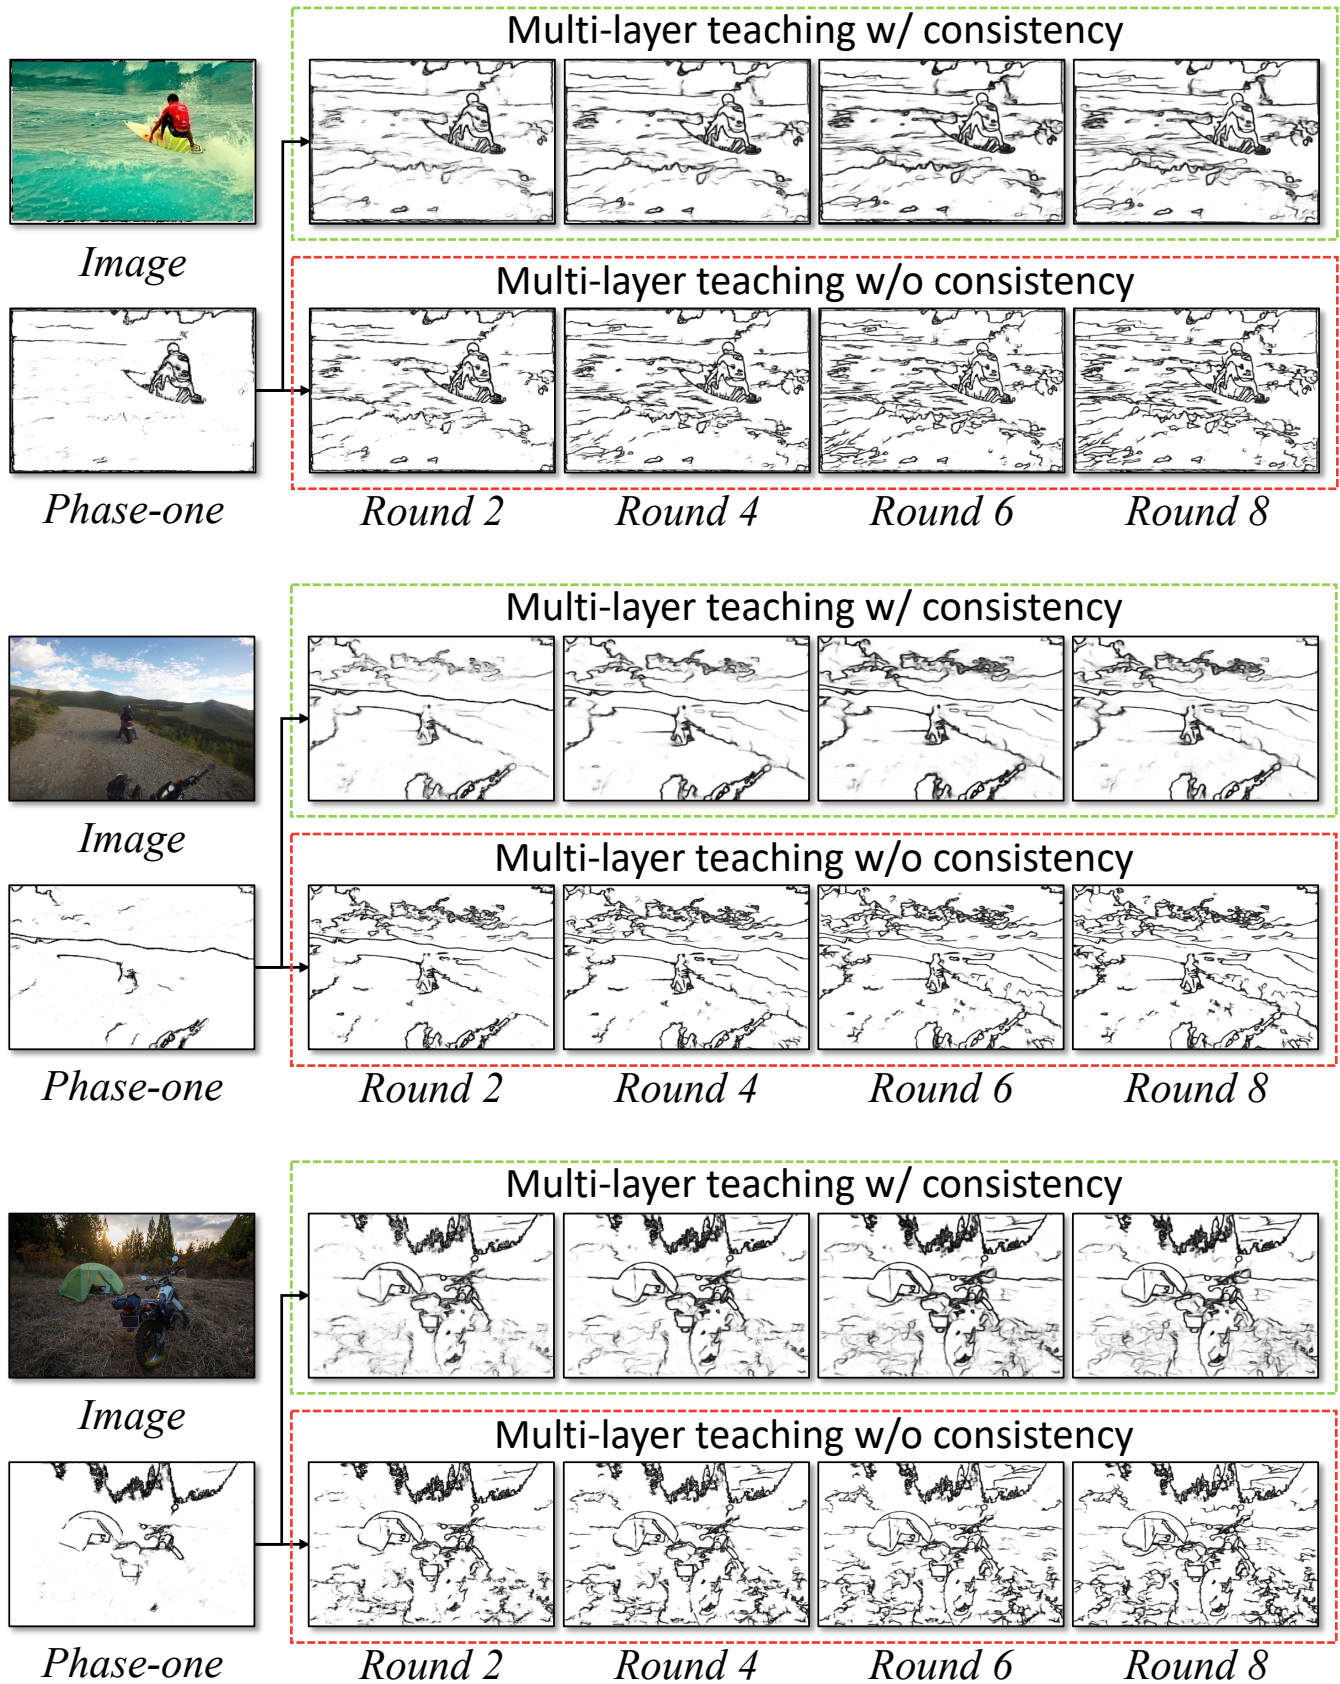 Multi-layer teaching w/ consistency
Image
Multi-layer teaching w/o consistency
Phase-one
Round 2
Round 4
Round 6
Round 8
Multi-layer teaching w/ consistency
Image
Multi-layer teaching w/o consistency
Phase-one
Round 2
Round 4
Round 6
Round 8
Multi-layer teaching w/ consistency
Image
Multi-layer teaching w/o consistency
Phase-one
Round 2
Round 4
Round 6
Round 8